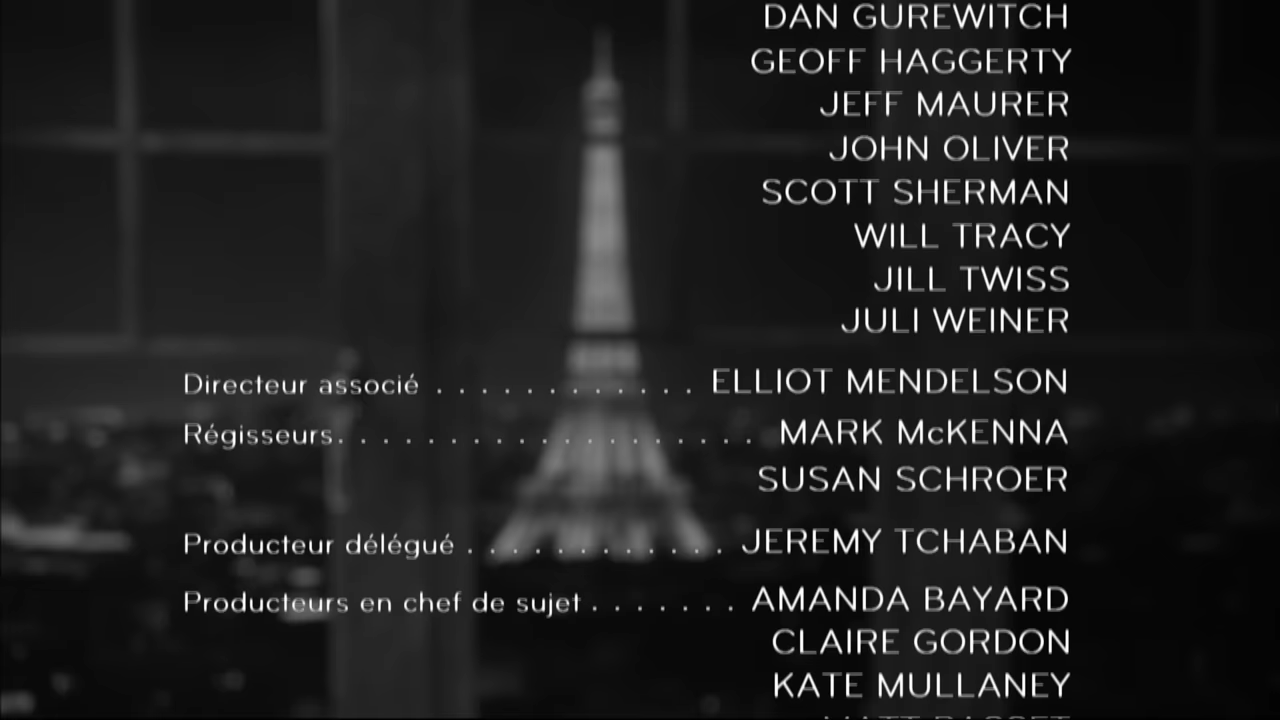 DAN GUREWITCH
GEOFF HAGGERTY
JEFF MAURER
JOHN OLIVER
SCOTT SHERMAN
WILL TRACY
JILL TWISS
JULI WEINER
Directeur associé . . . . . . . . . . . . ELLIOT MENDELSON
Régisseurs. . . . . . . . . . . . . . . . . . . MARK McKENNA
SUSAN SCHROER
Producteur délégué . . . . . . . . . . . . . . JEREMY TCHABAN
Producteurs en chef de sujet . . . . . . . AMANDA BAYARD
CLAIRE GORDON
KATE MULLANEY